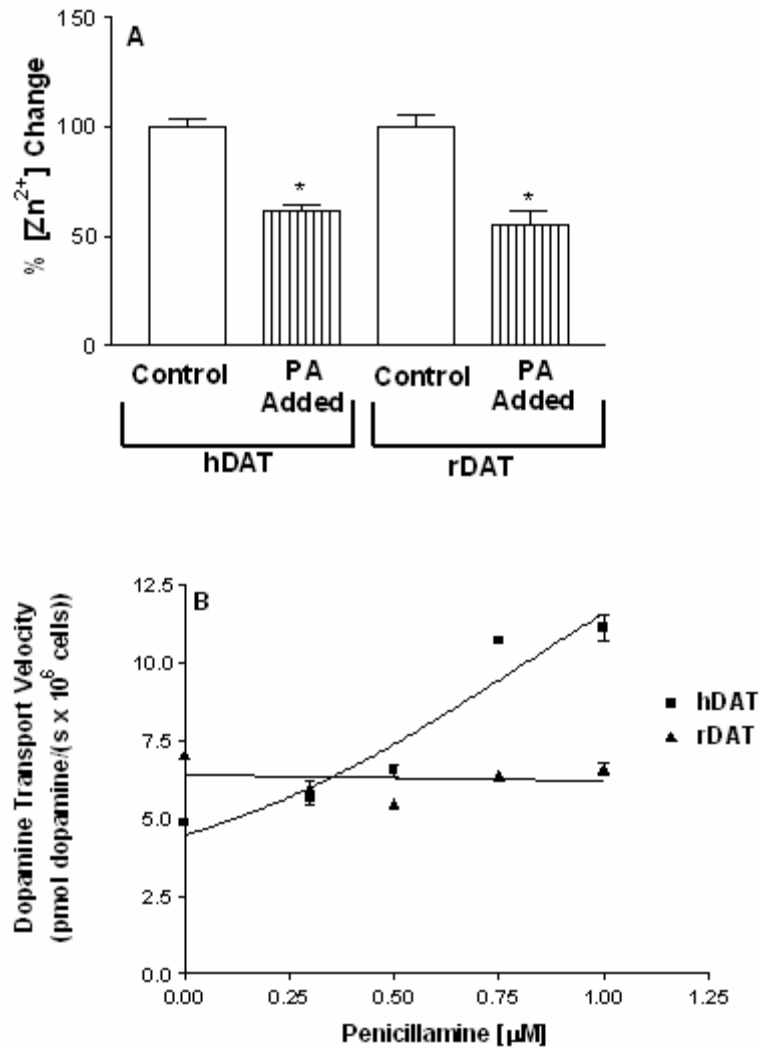 A
% [Zn2+] Change
150
100
50
0
*
*
Control
PA Added
Control
PA Added
hDAT
rDAT
B
Dopamine Transport Velocity
(pmol dopamine/(s x 10^6 cells))
12.5
10.0
7.5
5.0
2.5
0.0
0.00
0.25
0.50
0.75
1.00
1.25
Penicillamine [µM]
hDAT
rDAT